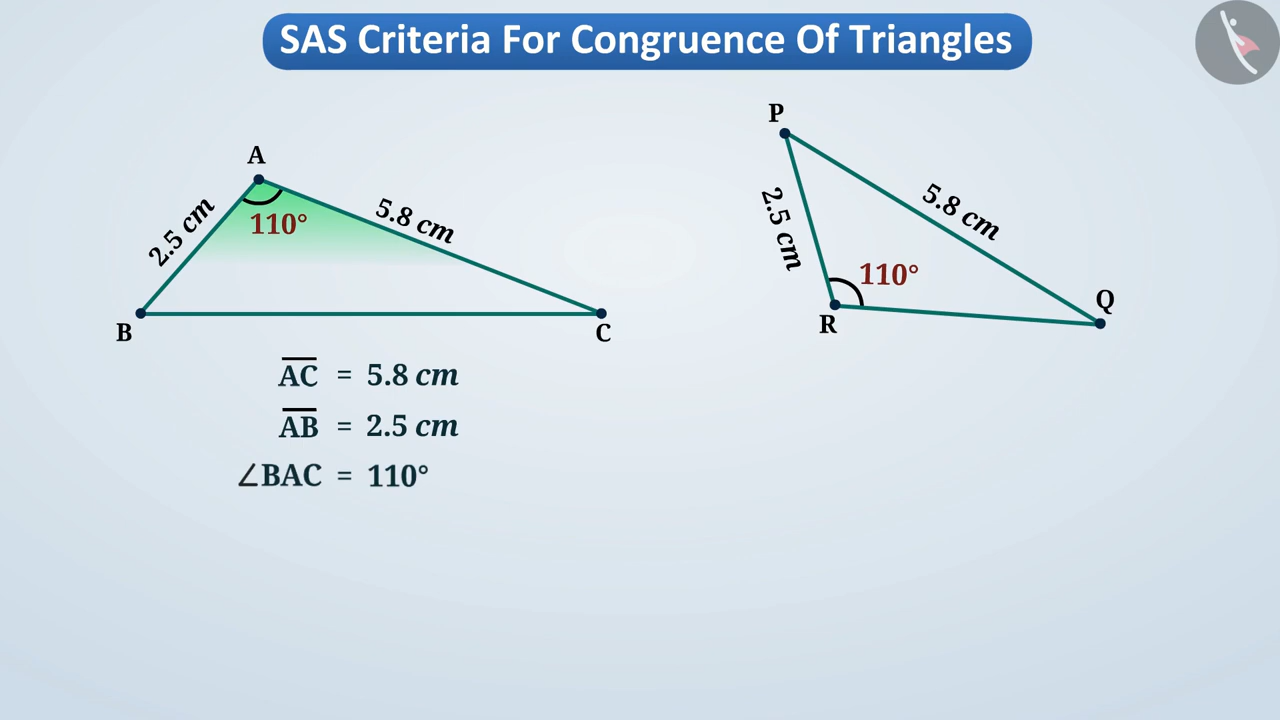 SAS Criteria For Congruence Of Triangles
A
2.5 cm
5.8 cm
110°
B
C
P
2.5 cm
5.8 cm
110°
R
Q
AC = 5.8 cm
AB = 2.5 cm
∠BAC = 110°